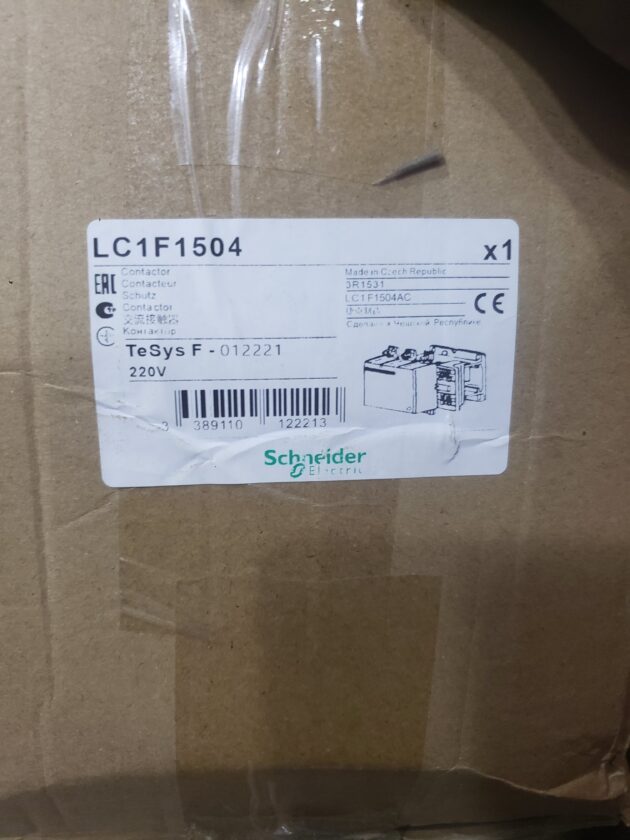 LC1F1504
x1
EAC
Contactor
Contacteur
Schutz
Contactor
交流接触器
Контактор
Made in Czech Republic
3R1531
LC1F1504AC
Сделано в Чешской Республике
CE
TeSys F - 012221
220V
3 389110 122213
Schneider
Electric